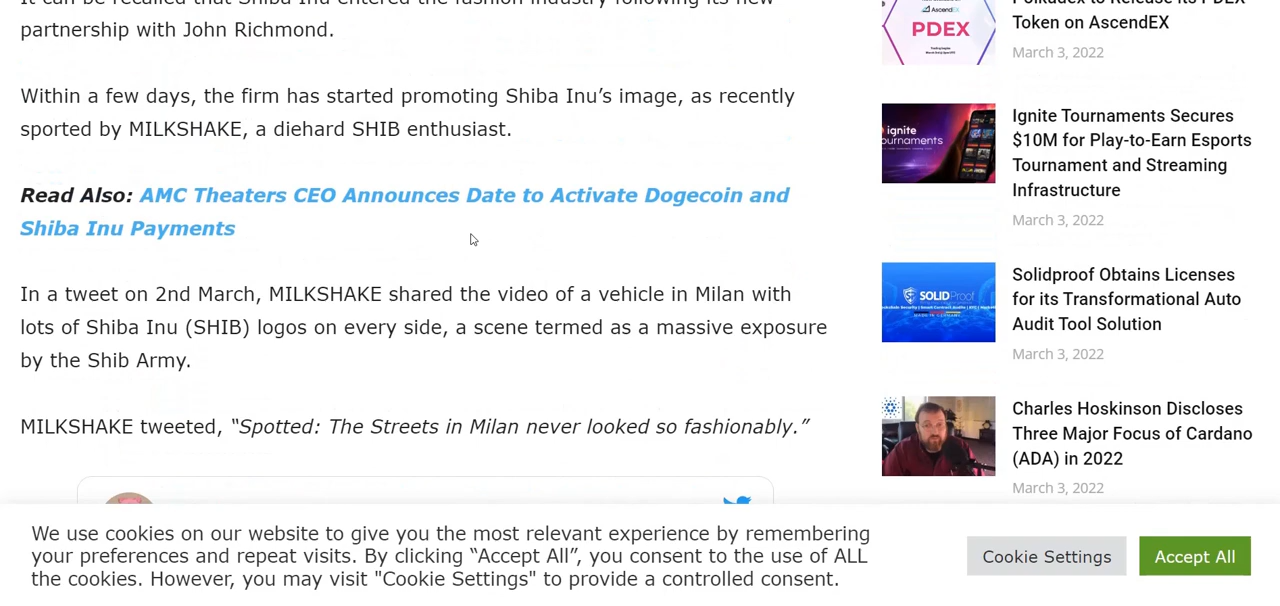 It can be recalled that Shiba Inu entered the fashion industry following its new
partnership with John Richmond.
Within a few days, the firm has started promoting Shiba Inu’s image, as recently
sported by MILKSHAKE, a diehard SHIB enthusiast.
Read Also: AMC Theaters CEO Announces Date to Activate Dogecoin and
Shiba Inu Payments
In a tweet on 2nd March, MILKSHAKE shared the video of a vehicle in Milan with
lots of Shiba Inu (SHIB) logos on every side, a scene termed as a massive exposure
by the Shib Army.
MILKSHAKE tweeted, “Spotted: The Streets in Milan never looked so fashionably.”
AscendEX
PDEX
Polkadex to Release its PDEX
Token on AscendEX
March 3, 2022
ignite
ournaments
Ignite Tournaments Secures
$10M for Play-to-Earn Esports
Tournament and Streaming
Infrastructure
March 3, 2022
SOLIDProof
Solidproof Obtains Licenses
for its Transformational Auto
Audit Tool Solution
March 3, 2022
Charles Hoskinson Discloses
Three Major Focus of Cardano
(ADA) in 2022
March 3, 2022
We use cookies on our website to give you the most relevant experience by remembering
your preferences and repeat visits. By clicking “Accept All”, you consent to the use of ALL
the cookies. However, you may visit "Cookie Settings" to provide a controlled consent.
Cookie Settings
Accept All